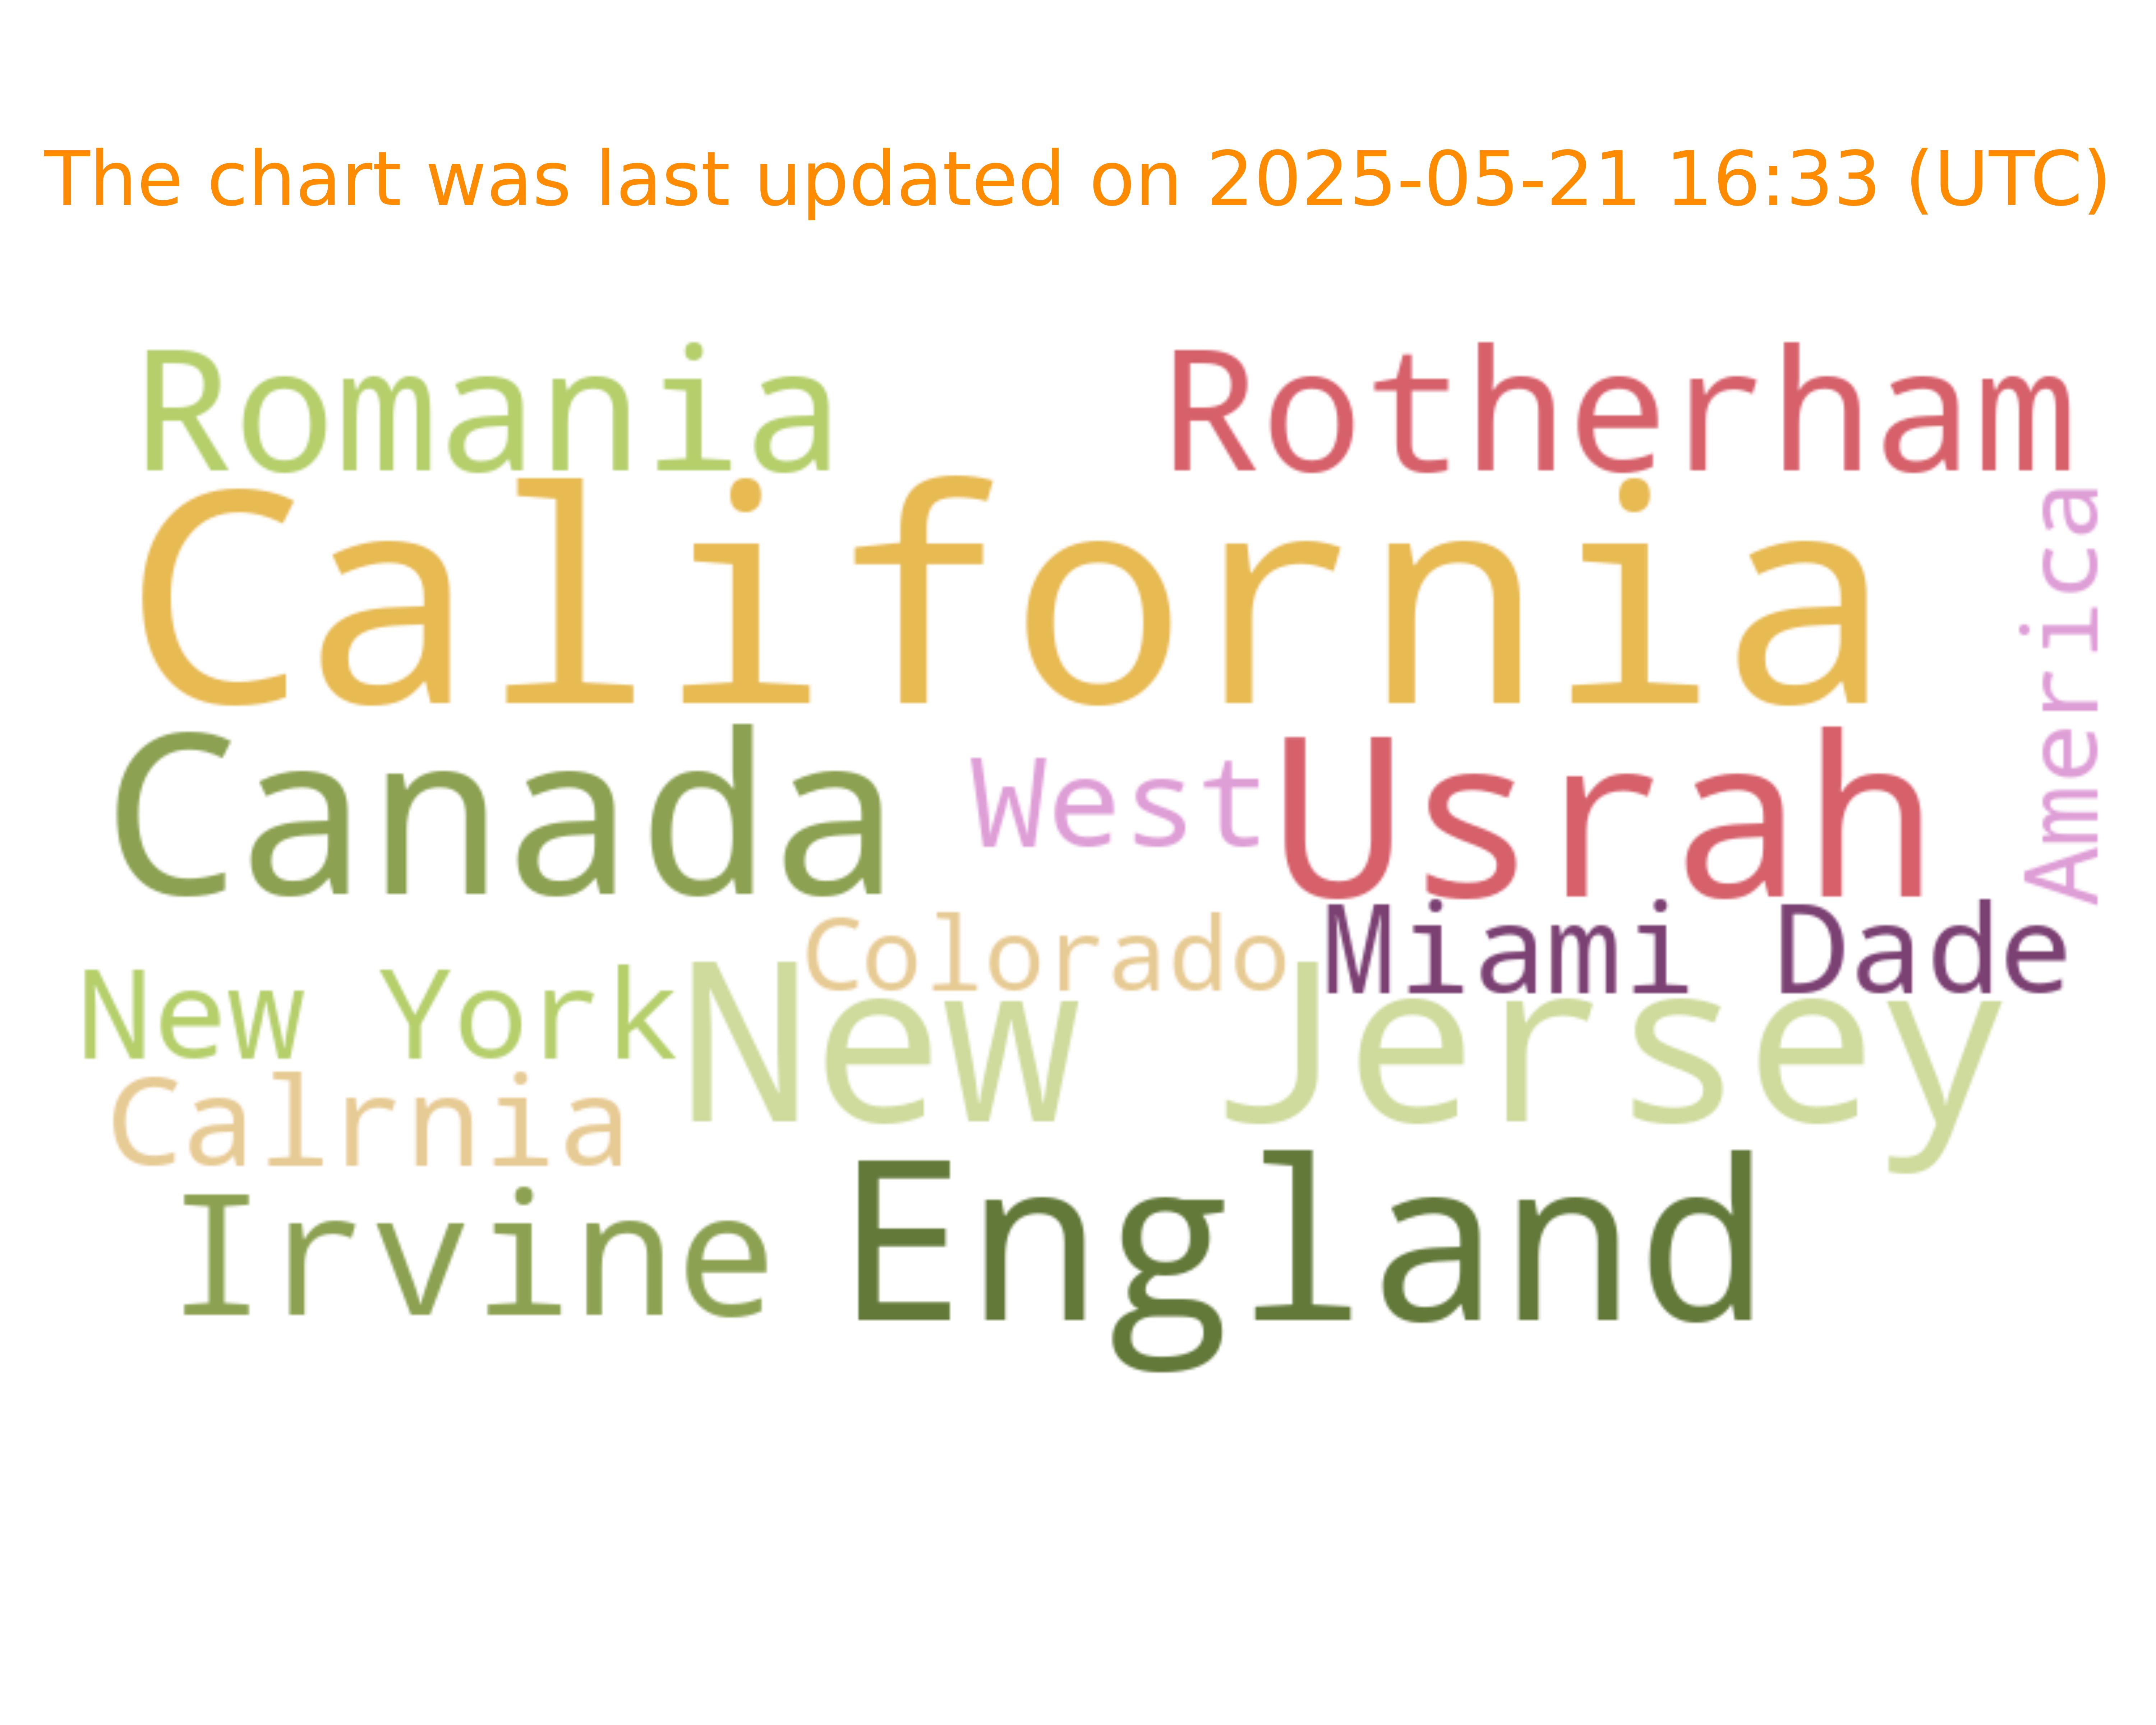 The chart was last updated on 2025-05-21 16:33 (UTC)
Romania
Rotherham
California
America
Canada
West
Usrah
Colorado
Miami Dade
New York
New Jersey
Calrnia
Irvine
England